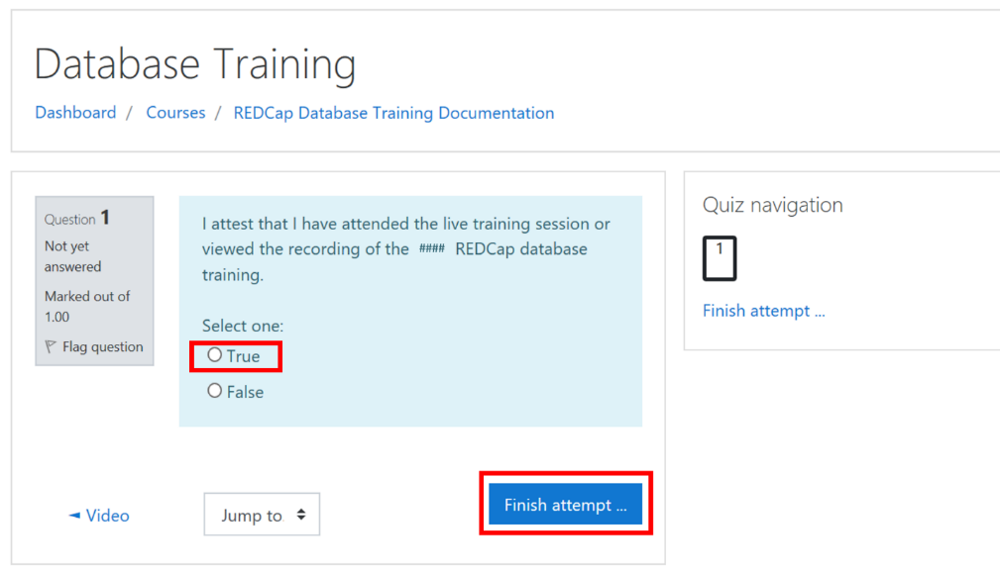 Database Training
Dashboard / Courses / REDCap Database Training Documentation
Question 1
Not yet
answered
Marked out of
1.00
Flag question
I attest that I have attended the live training session or
viewed the recording of the #### REDCap database
training.
Select one:
True
False
◄ Video
Jump to
Finish attempt ...
Quiz navigation
1
Finish attempt ...